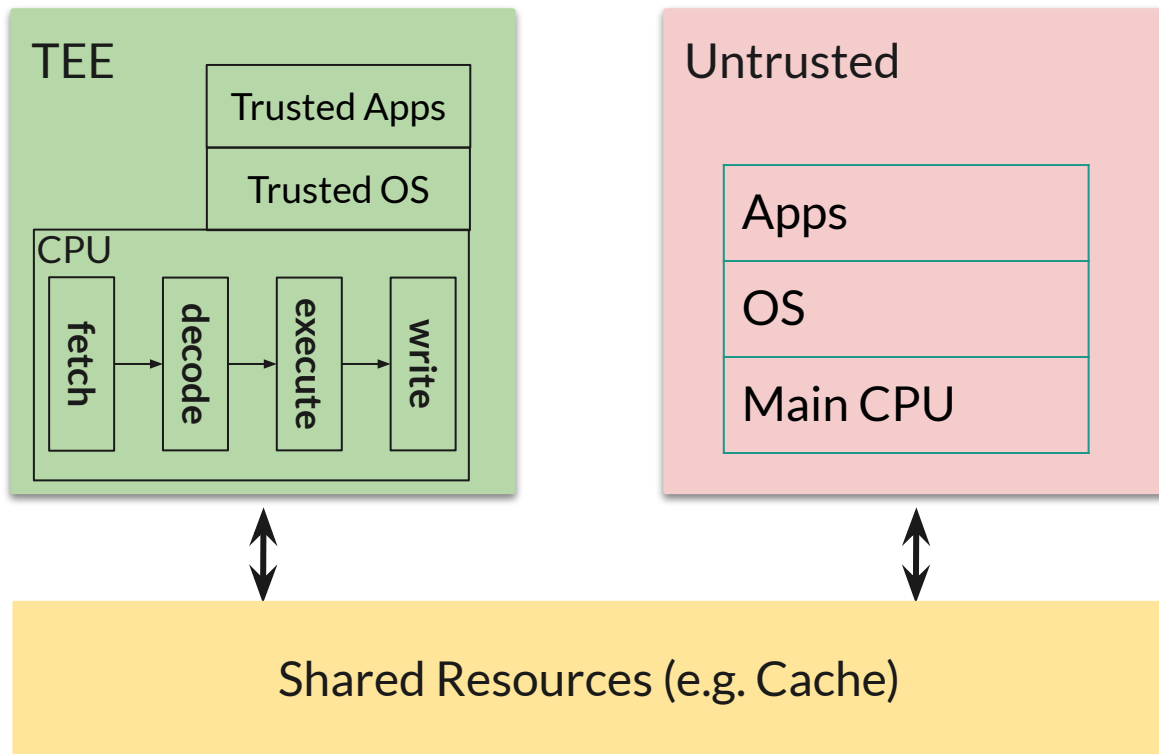 TEE
Trusted Apps
Trusted OS
CPU
fetch
decode
execute
write
Untrusted
Apps
OS
Main CPU
Shared Resources (e.g. Cache)